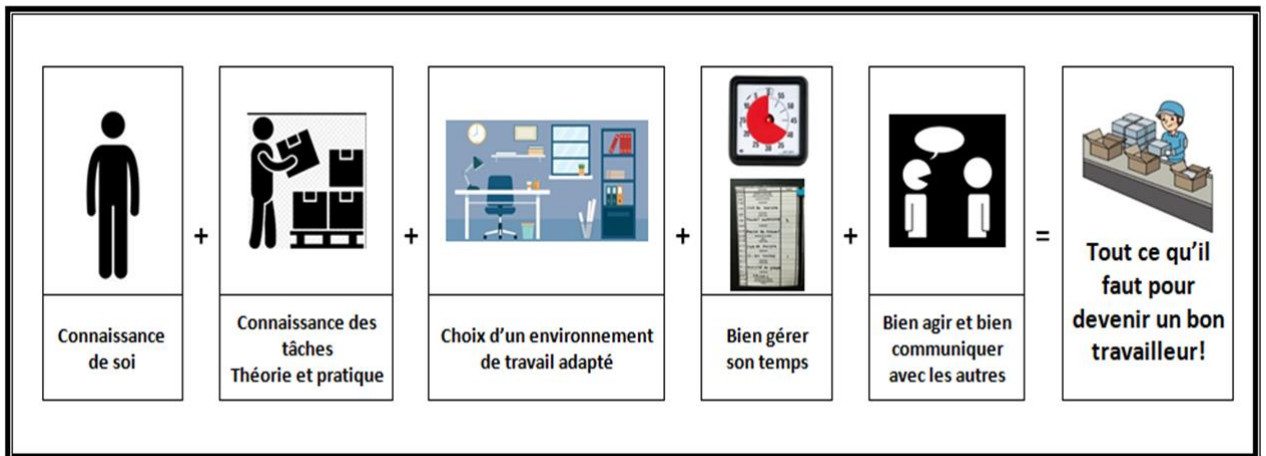 Connaissance
de soi
+
Connaissance des
tâches
Théorie et pratique
+
Choix d'un environnement
de travail adapté
+
Bien gérer
son temps
+
Bien agir et bien
communiquer
avec les autres
=
Tout ce qu'il
faut pour
devenir un bon
travailleur!